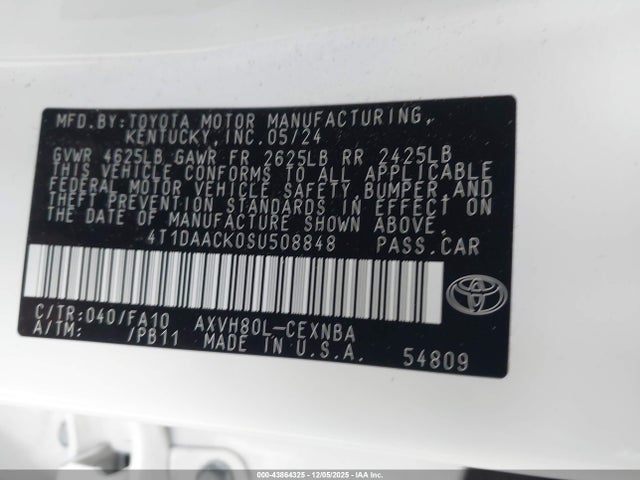 MFD.BY:TOYOTA MOTOR MANUFACTURING,
KENTUCKY,INC.05/24
GVWR 4625LB GAWR FR 2625LB RR 2425LB
THIS VEHICLE CONFORMS TO ALL APPLICABLE
FEDERAL MOTOR VEHICLE SAFETY,BUMPER,AND
THEFT PREVENTION STANDARDS IN EFFECT ON
THE DATE OF MANUFACTURE SHOWN ABOVE.
4T1DAACK0SU508848 PASS.CAR
C/TR:040/FA10 AXVH80L-CEXNBA
A/TM: /PB11 MADE IN U.S.A. 54809
000-43864325 - 12/05/2025 - IAA, Inc.